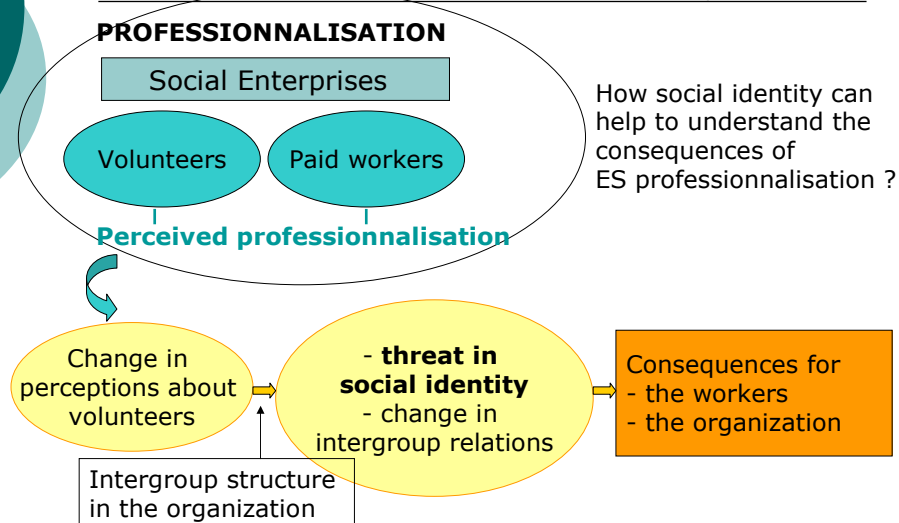 PROFESSIONNALISATION
Social Enterprises
Volunteers
Paid workers
Perceived professionnalisation
How social identity can
help to understand the
consequences of
ES professionnalisation ?
Change in
perceptions about
volunteers
- threat in
social identity
- change in
intergroup relations
Consequences for
- the workers
- the organization
Intergroup structure
in the organization